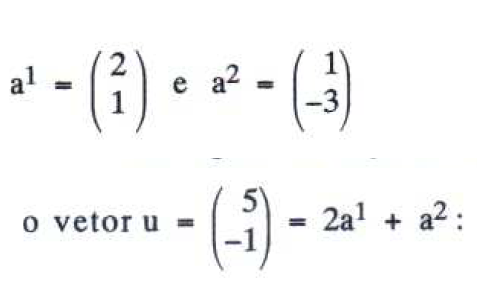 a¹ = (2 1) e a² = (1 -3)
o vetor u = (5 -1) = 2a¹ + a² :